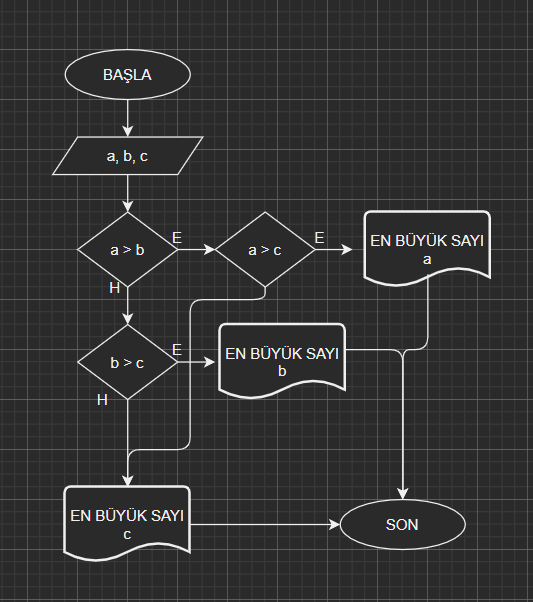 BAŞLA
a, b, c
a > b
E
a > c
E
EN BÜYÜK SAYI
a
H
b > c
E
EN BÜYÜK SAYI
b
H
EN BÜYÜK SAYI
c
SON